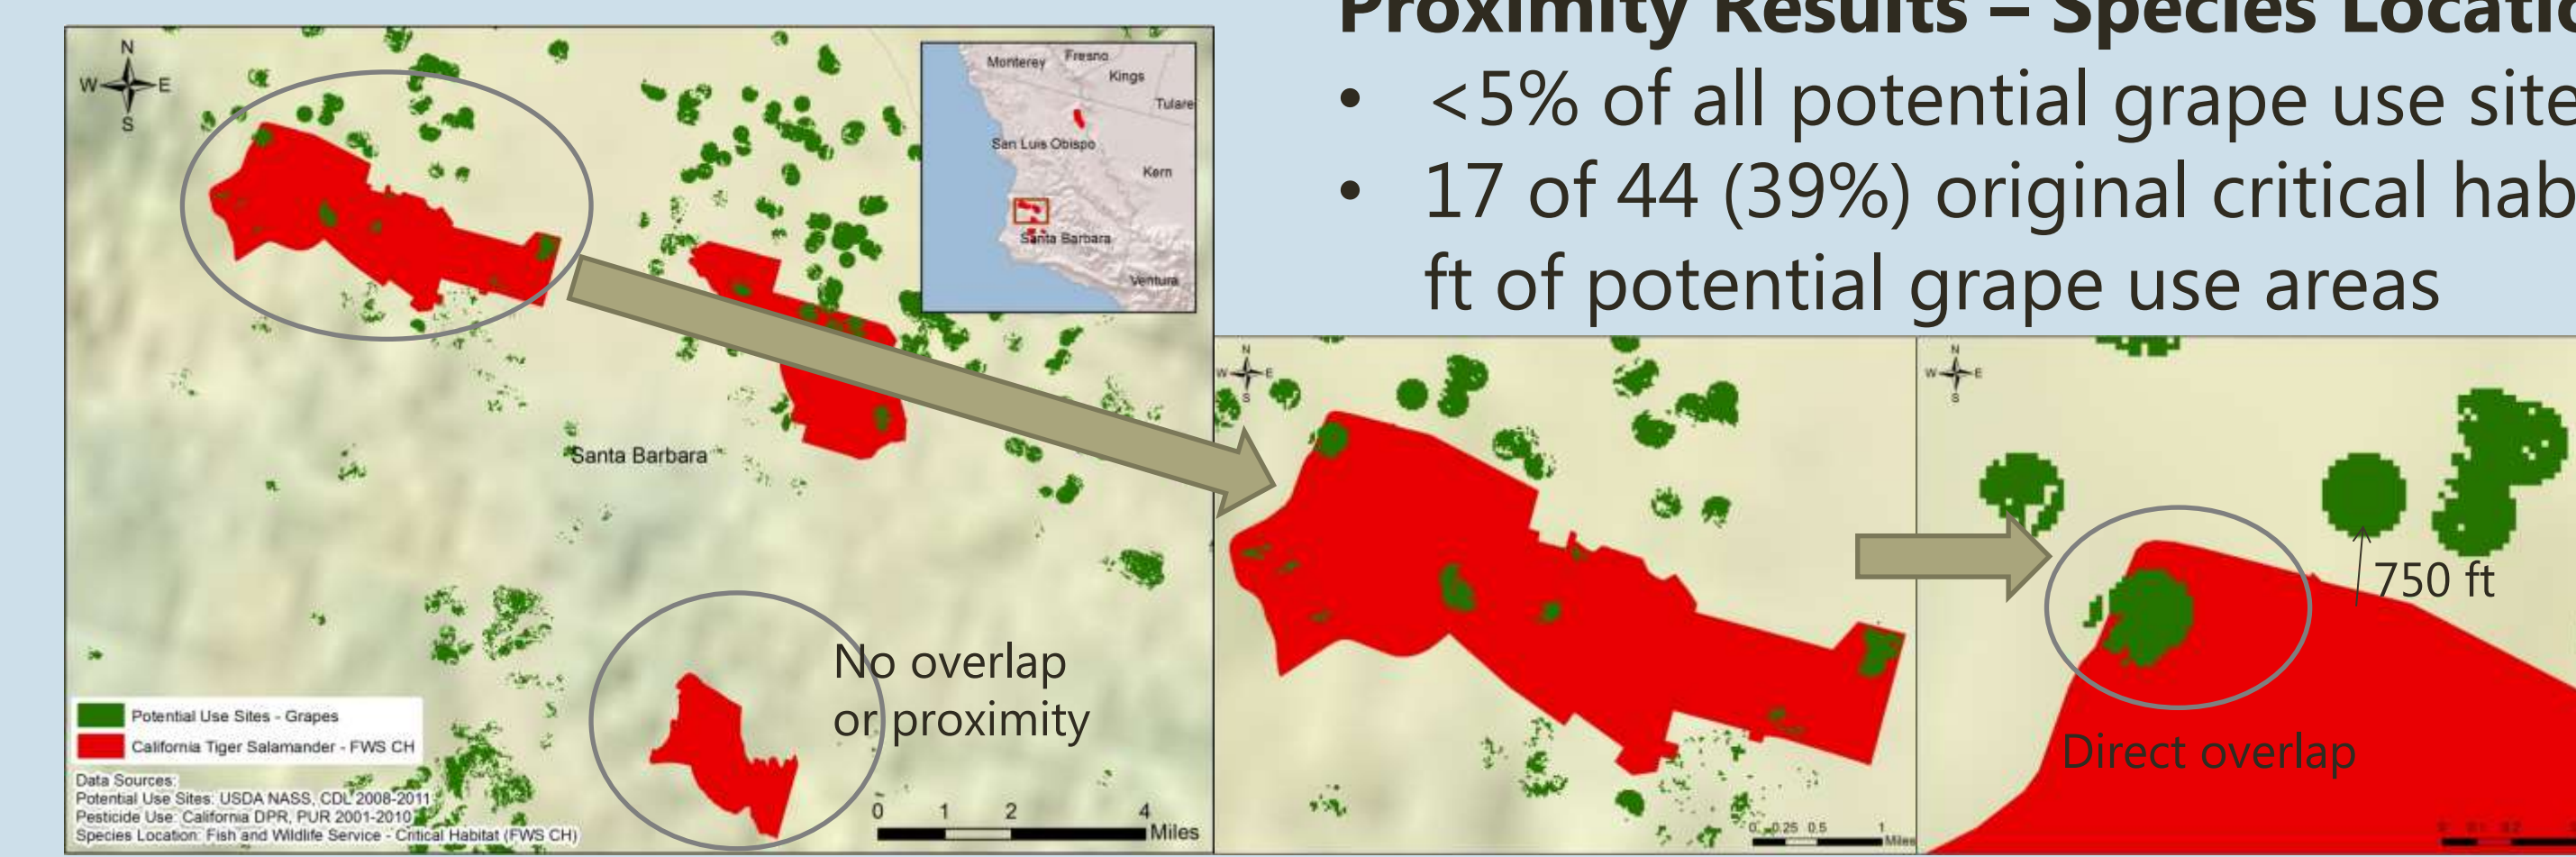 Proximity Results – Species Locatio
• <5% of all potential grape use site
• 17 of 44 (39%) original critical hab
ft of potential grape use areas
N
W E
S
Monterey
Fresno
Kings
Tulare
San Luis Obispo
Kern
Santa Barbara
Ventura
Santa Barbara
No overlap
or proximity
Potential Use Sites - Grapes
California Tiger Salamander - FWS CH
Data Sources:
Potential Use Sites: USDA NASS, CDL 2008-2011
Pesticide Use: California DPR, PUR 2001-2010
Species Location: Fish and Wildlife Service - Critical Habitat (FWS CH)
0 1 2 4
Miles
N
W E
S
0 0.25 0.5 1
Miles
N
W E
S
750 ft
Direct overlap